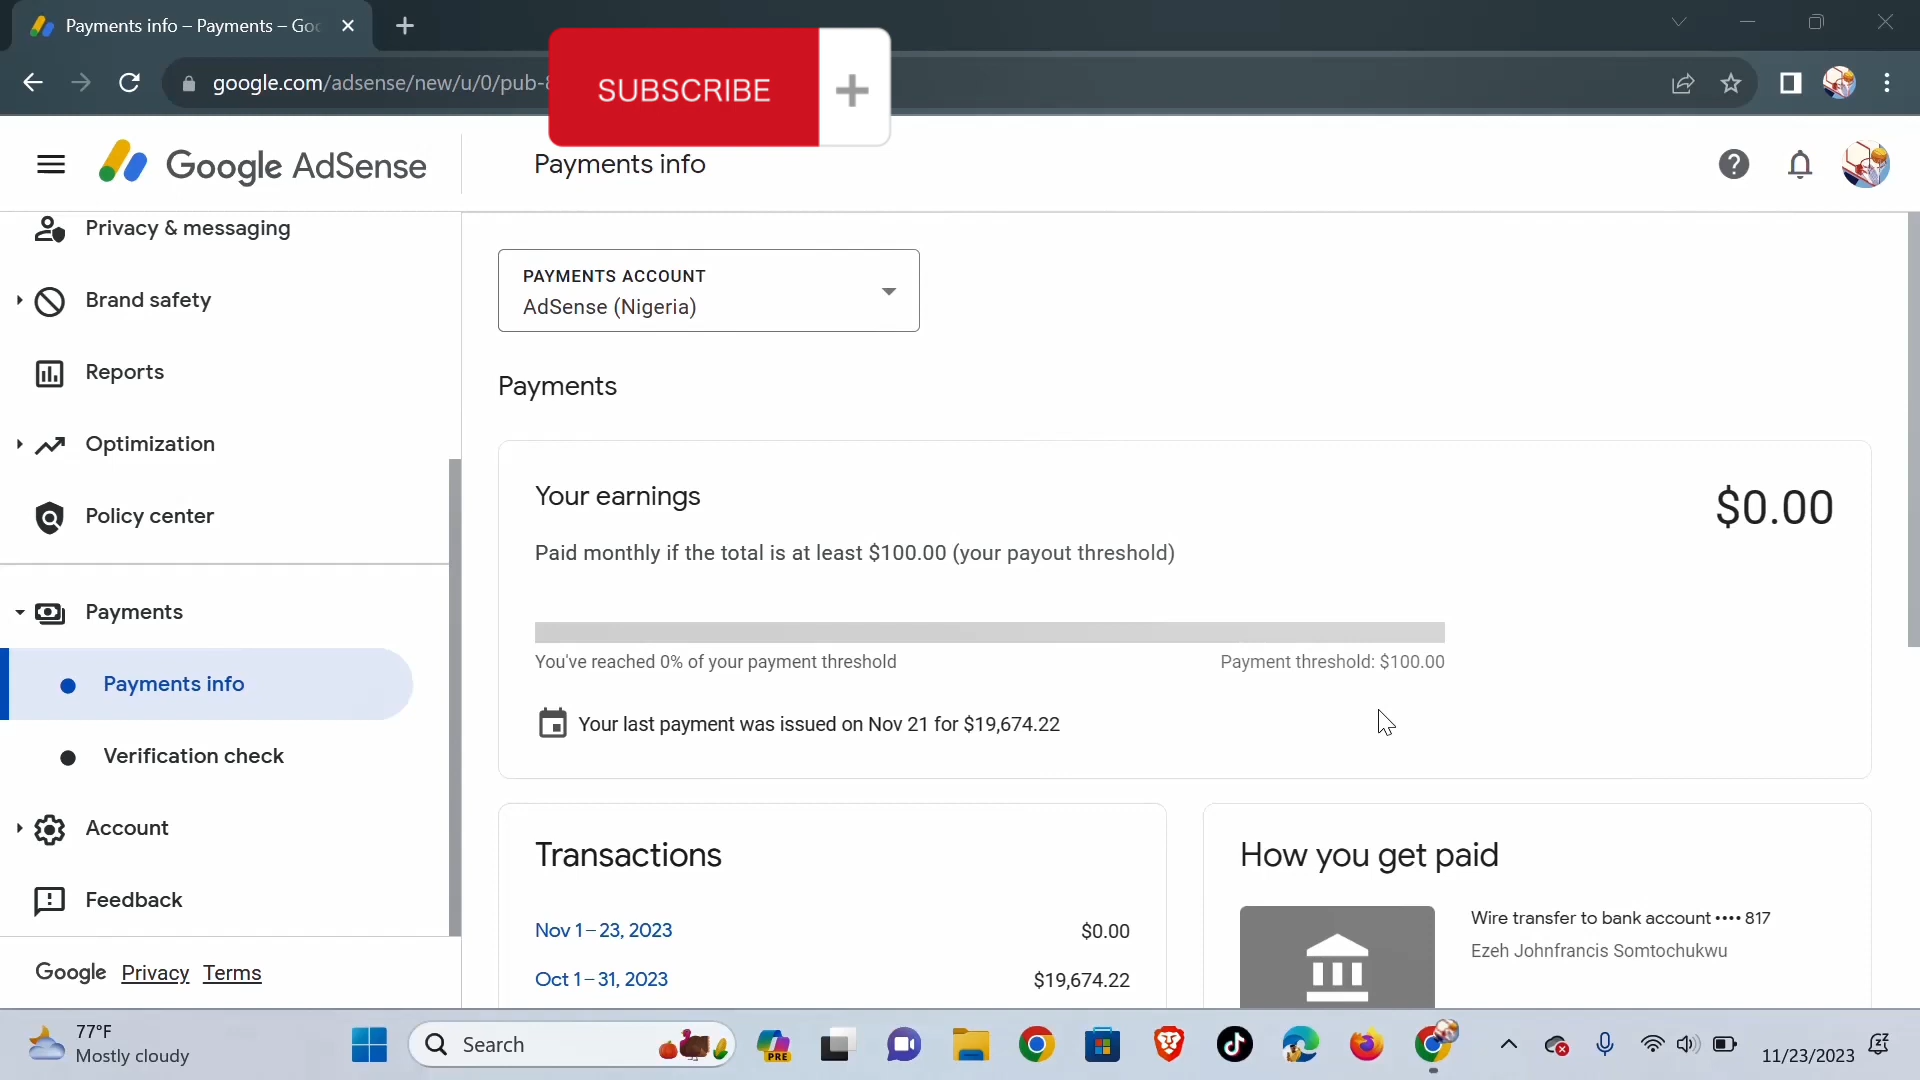 Payments info – Payments – Goo
google.com/adsense/new/u/0/pub-8
SUBSCRIBE
Google AdSense
Payments info
Privacy & messaging
Brand safety
Reports
Optimization
Policy center
Payments
Payments info
Verification check
Account
Feedback
Google Privacy Terms
PAYMENTS ACCOUNT
AdSense (Nigeria)
Payments
Your earnings
$0.00
Paid monthly if the total is at least $100.00 (your payout threshold)
You've reached 0% of your payment threshold
Payment threshold: $100.00
Your last payment was issued on Nov 21 for $19,674.22
Transactions
Nov 1 – 23, 2023 $0.00
Oct 1 – 31, 2023 $19,674.22
How you get paid
Wire transfer to bank account •••• 817
Ezeh Johnfrancis Somtochukwu
77°F
Mostly cloudy
Search
PRE
11/23/2023